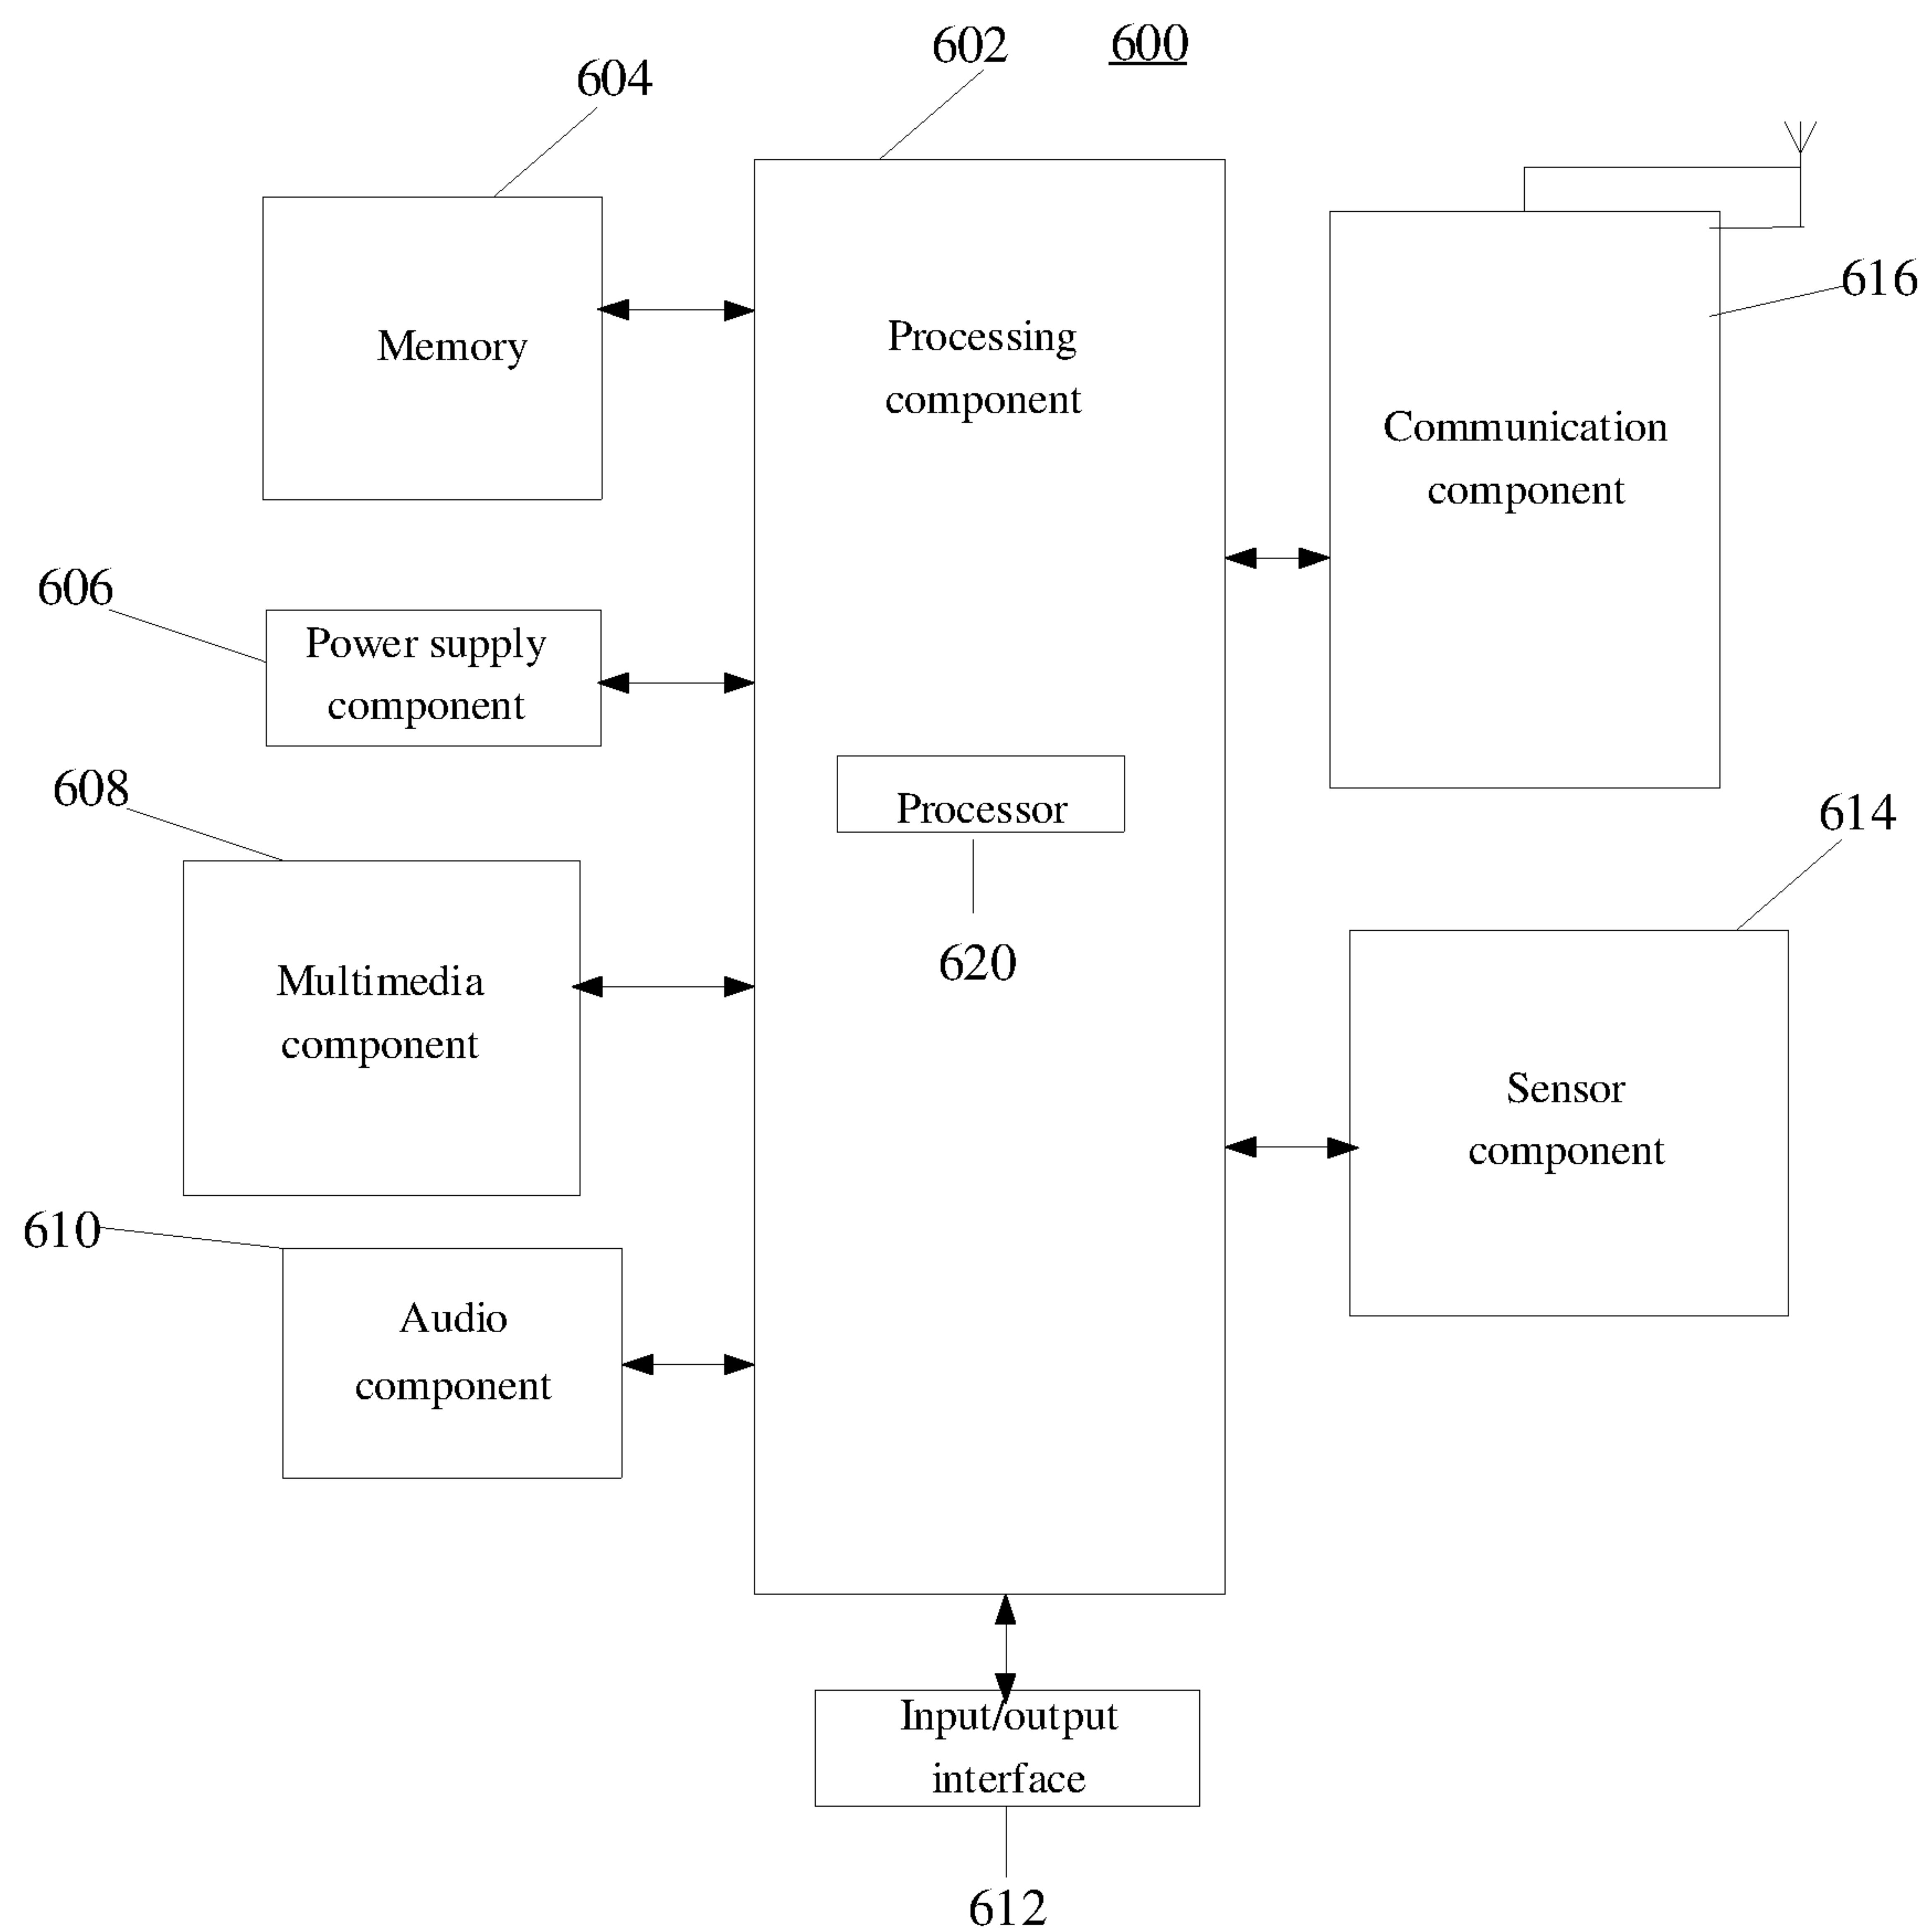 602
600
604
616
Memory
Processing
component
Communication
component
606
Power supply
component
608
Processor
614
620
Multimedia
component
Sensor
component
610
Audio
component
Input/output
interface
612